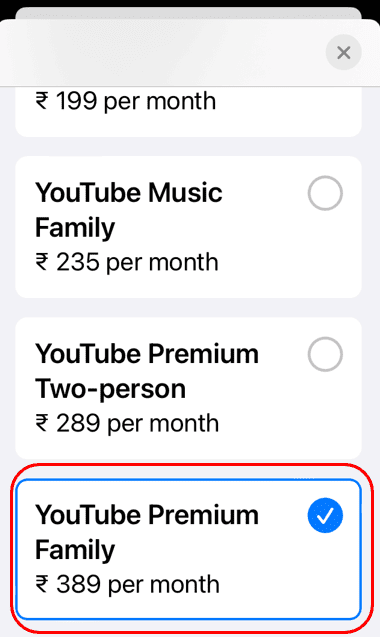 ₹ 199 per month
YouTube Music
Family
₹ 235 per month
YouTube Premium
Two-person
₹ 289 per month
YouTube Premium
Family
₹ 389 per month